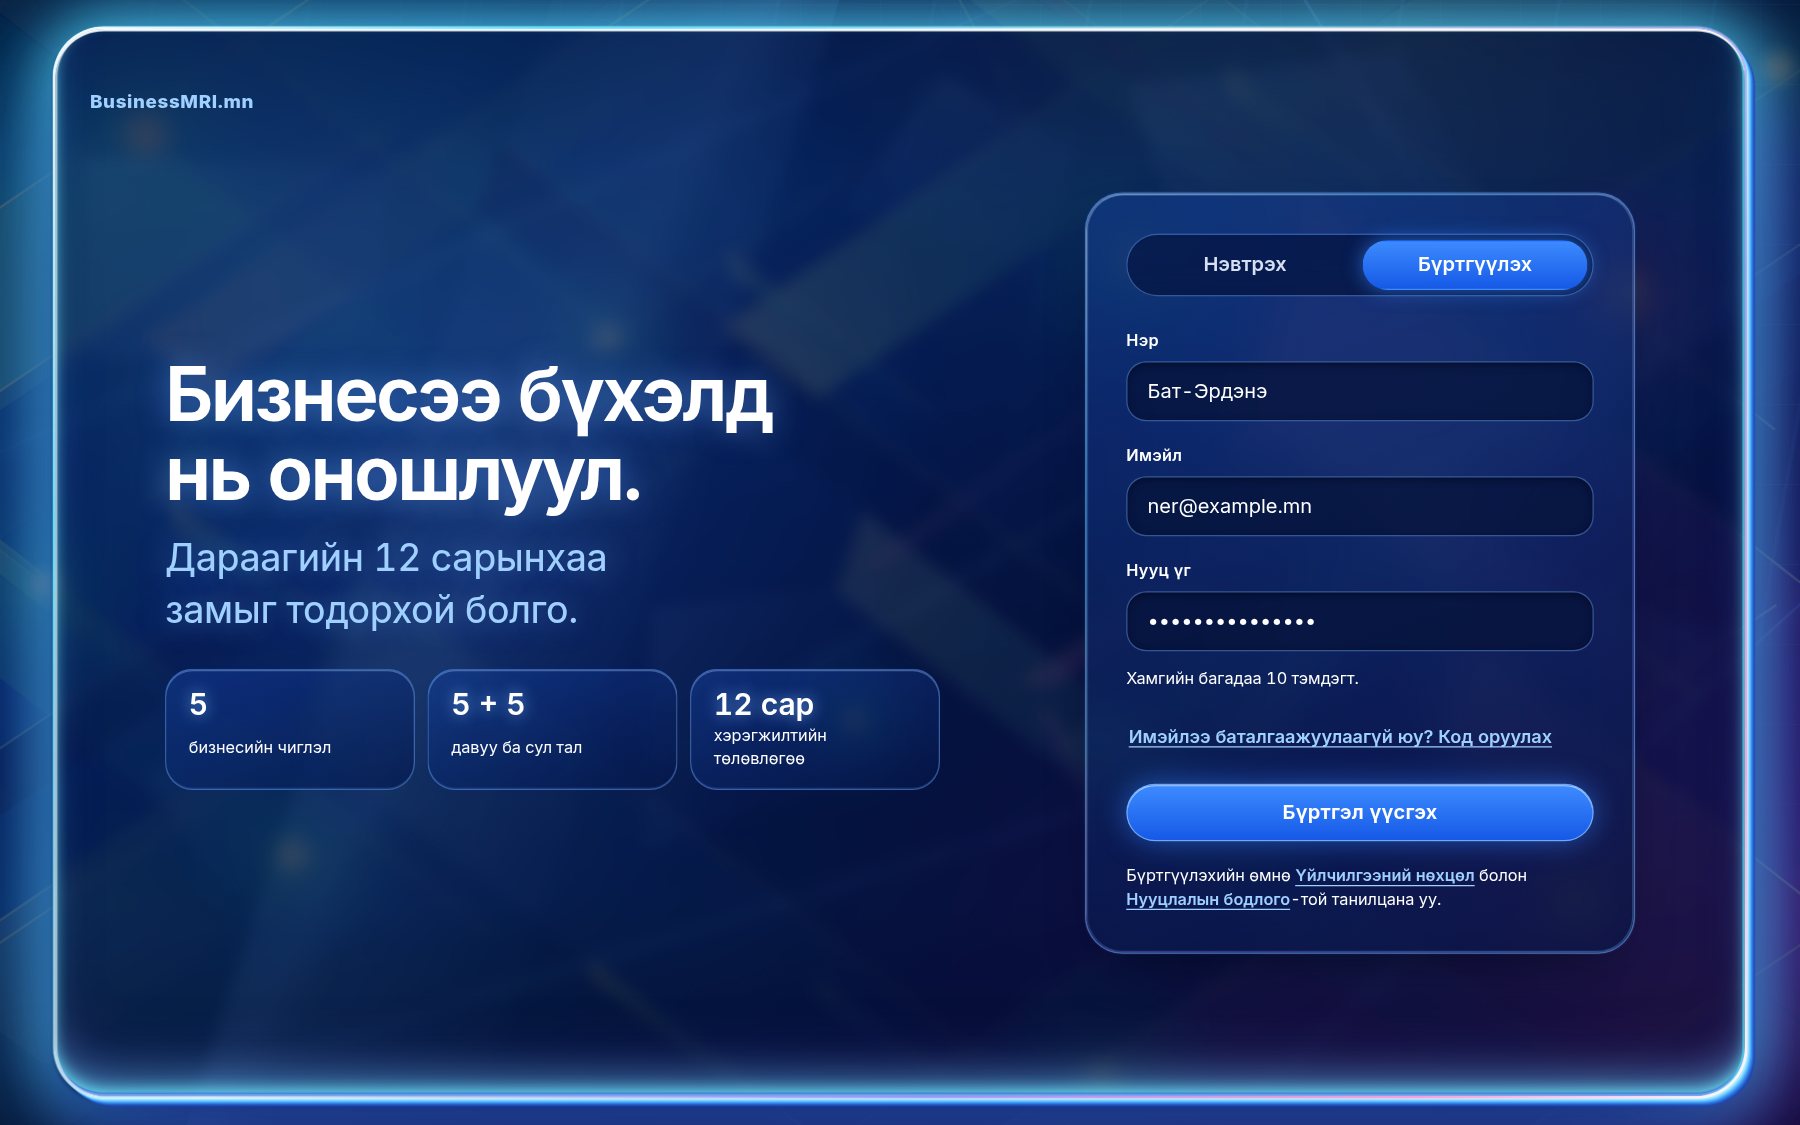 BusinessMRI.mn
Бизнесээ бүхэлд
нь оношлуул.
Дараагийн 12 сарынхаа
замыг тодорхой болго.
5
бизнесийн чиглэл
5 + 5
давуу ба сул тал
12 сар
хэрэгжилтийн
төлөвлөгөө
Нэвтрэх
Бүртгүүлэх
Нэр
Бат-Эрдэнэ
Имэйл
ner@example.mn
Нууц үг
•••••••••••••••
Хамгийн багадаа 10 тэмдэгт.
Имэйлээ баталгаажуулаагүй юу? Код оруулах
Бүртгэл үүсгэх
Бүртгүүлэхийн өмнө Үйлчилгээний нөхцөл болон
Нууцлалын бодлого-той танилцана уу.